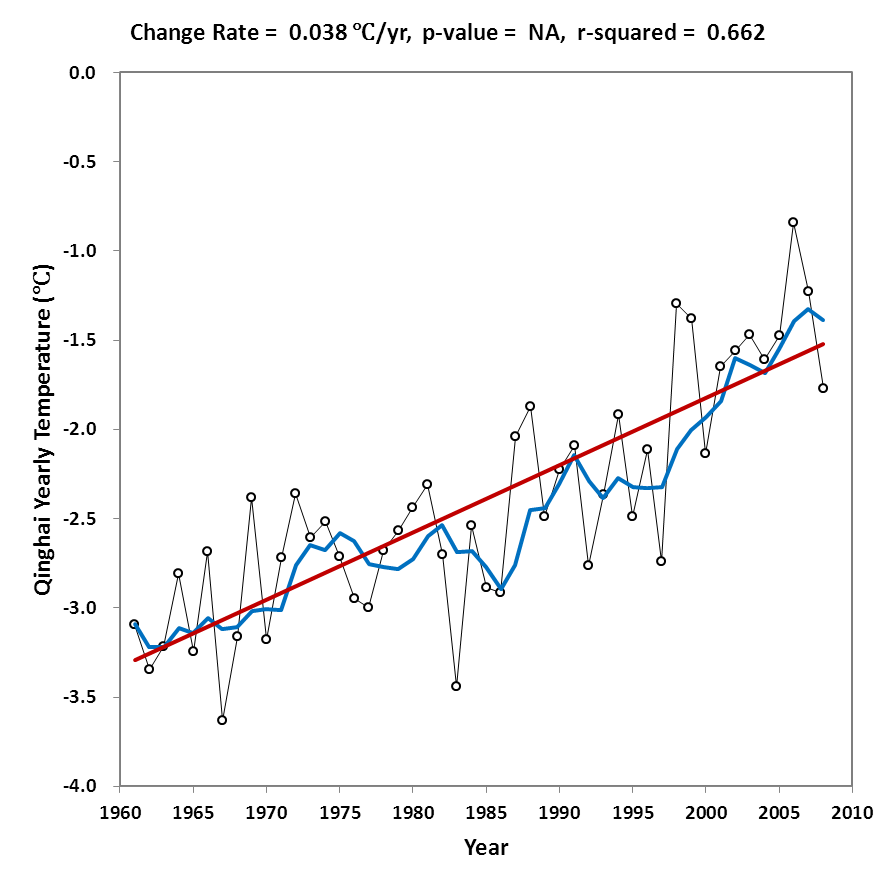 Change Rate = 0.038 ℃/yr, p-value = NA, r-squared = 0.662
0.0
-0.5
-1.0
-1.5
-2.0
-2.5
-3.0
-3.5
-4.0
Qinghai Yearly Temperature (℃)
1960 1965 1970 1975 1980 1985 1990 1995 2000 2005 2010
Year